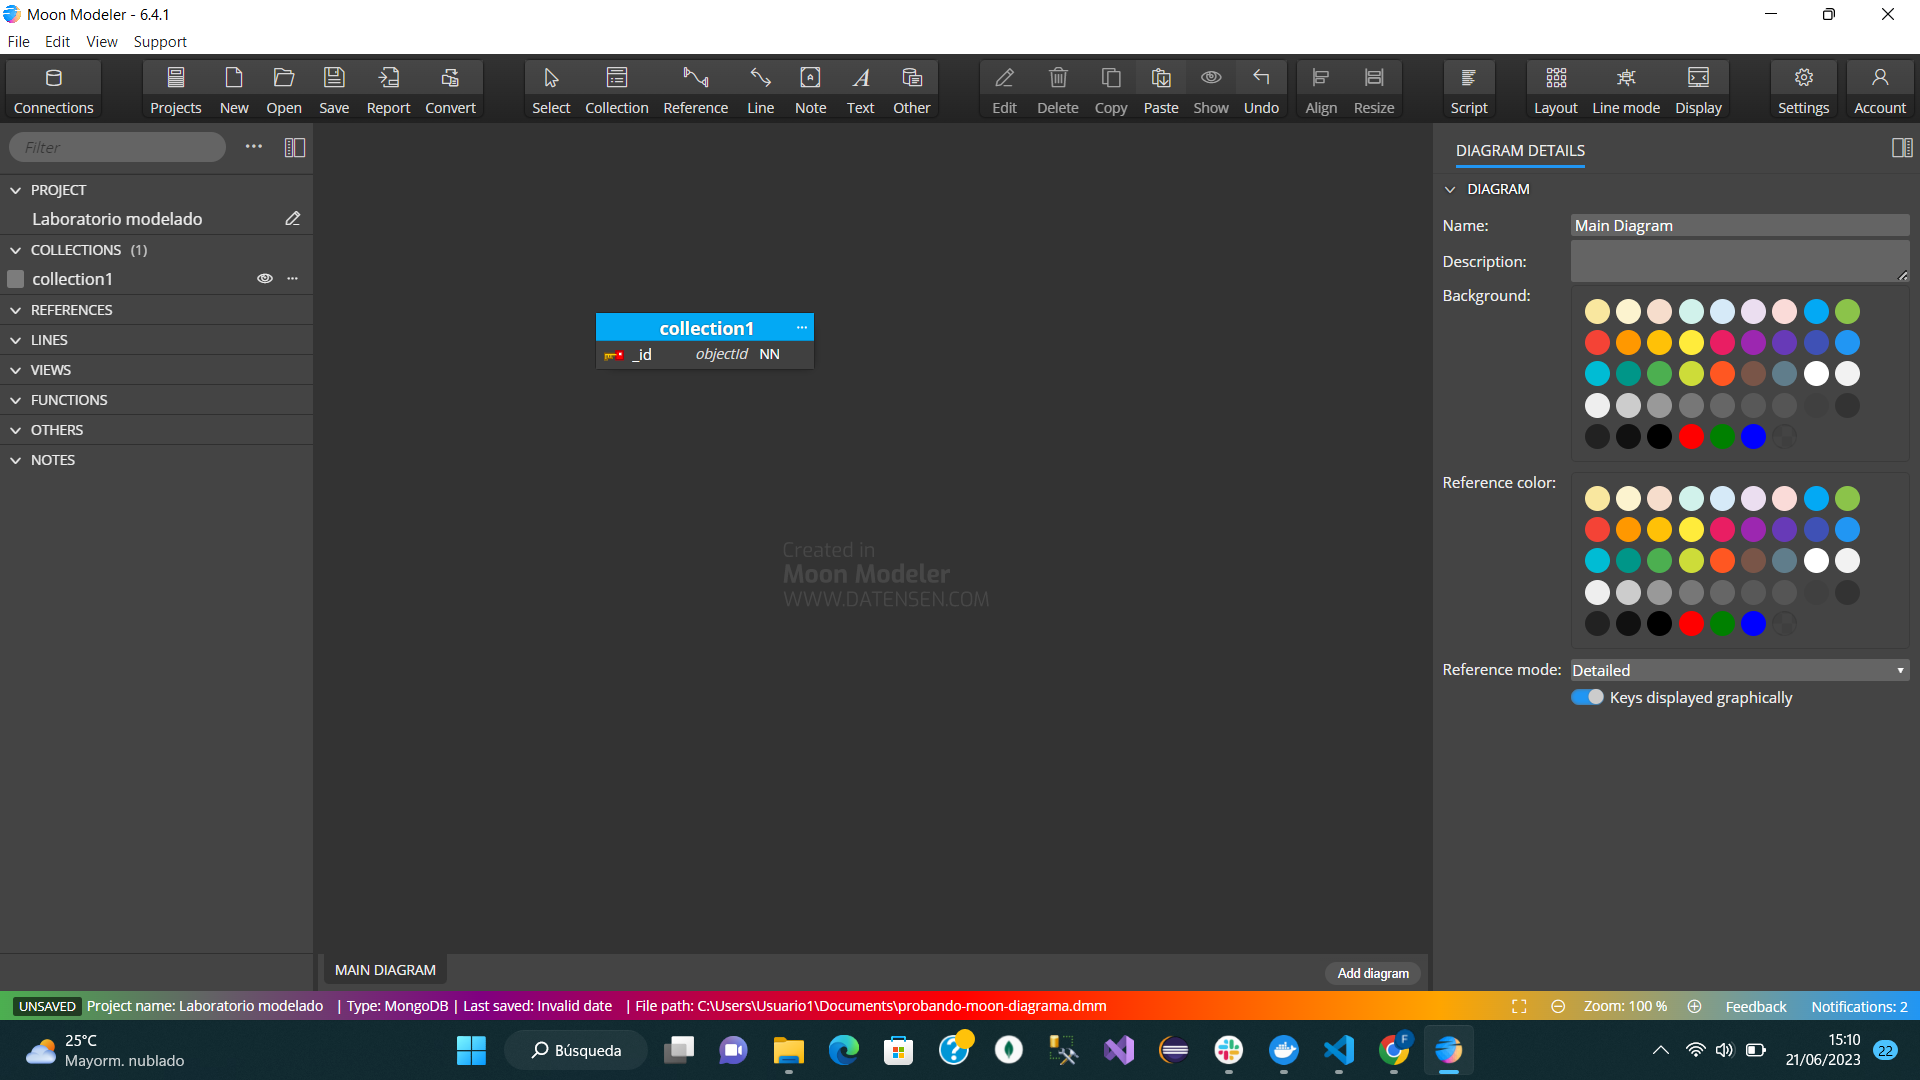 Moon Modeler - 6.4.1
File Edit View Support
Connections Projects New Open Save Report Convert Select Collection Reference Line Note Text Other Edit Delete Copy Paste Show Undo Align Resize Script Layout Line mode Display Settings Account
Filter ...
PROJECT
Laboratorio modelado
COLLECTIONS (1)
collection1 ...
REFERENCES
LINES
VIEWS
FUNCTIONS
OTHERS
NOTES
collection1 ...
_id objectId NN
Created in
Moon Modeler
WWW.DATENSEN.COM
MAIN DIAGRAM
Add diagram
DIAGRAM DETAILS
DIAGRAM
Name: Main Diagram
Description:
Background:
Reference color:
Reference mode: Detailed
Keys displayed graphically
UNSAVED Project name: Laboratorio modelado | Type: MongoDB | Last saved: Invalid date | File path: C:\Users\Usuario1\Documents\probando-moon-diagrama.dmm Zoom: 100 % Feedback Notifications: 2
25°C
Mayorm. nublado
Búsqueda
F
15:10
21/06/2023
22